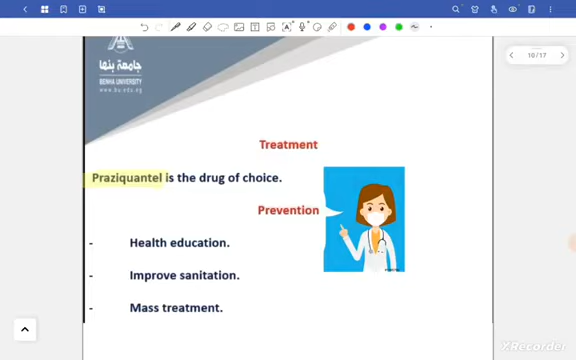 10/17
جامعة بنها
BENHA UNIVERSITY
www.bu.edu.eg
Treatment
Praziquantel is the drug of choice.
Prevention
- Health education.
- Improve sanitation.
- Mass treatment.
XRecorder